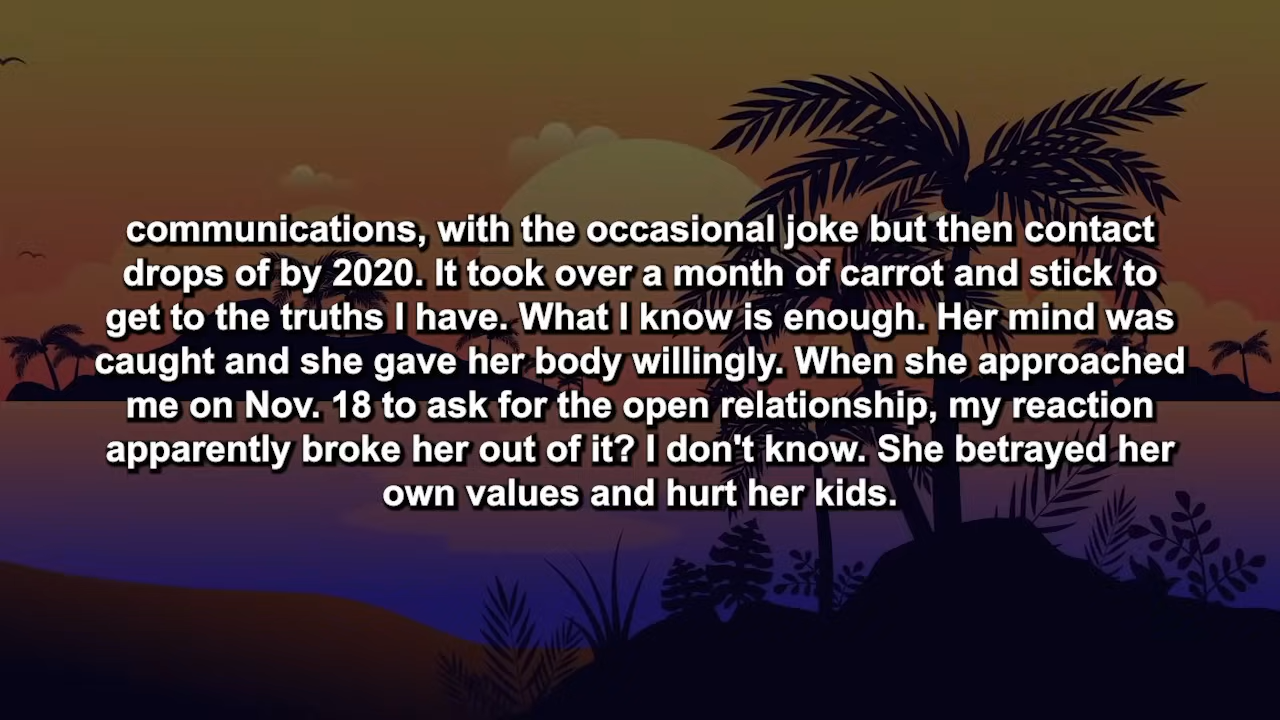 communications, with the occasional joke but then contact
drops of by 2020. It took over a month of carrot and stick to
get to the truths I have. What I know is enough. Her mind was
caught and she gave her body willingly. When she approached
me on Nov. 18 to ask for the open relationship, my reaction
apparently broke her out of it? I don't know. She betrayed her
own values and hurt her kids.